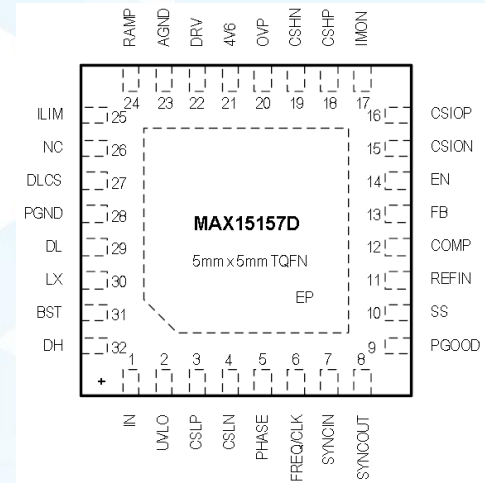 RAMP AGND DRV 4V6 OVP CSHN CSHP IMON
24 23 22 21 20 19 18 17
ILIM 25 16 CSIOP
NC 26 15 CSION
DLCS 27 14 EN
PGND 28 13 FB
MAX15157D
DL 29 12 COMP
5mm x 5mm TQFN
LX 30 11 REFIN
EP
BST 31 10 SS
DH 32 9 PGOOD
+
1 2 3 4 5 6 7 8
IN UVLO CSLP CSLN PHASE FREQ/CLK SYNCIN SYNCOUT